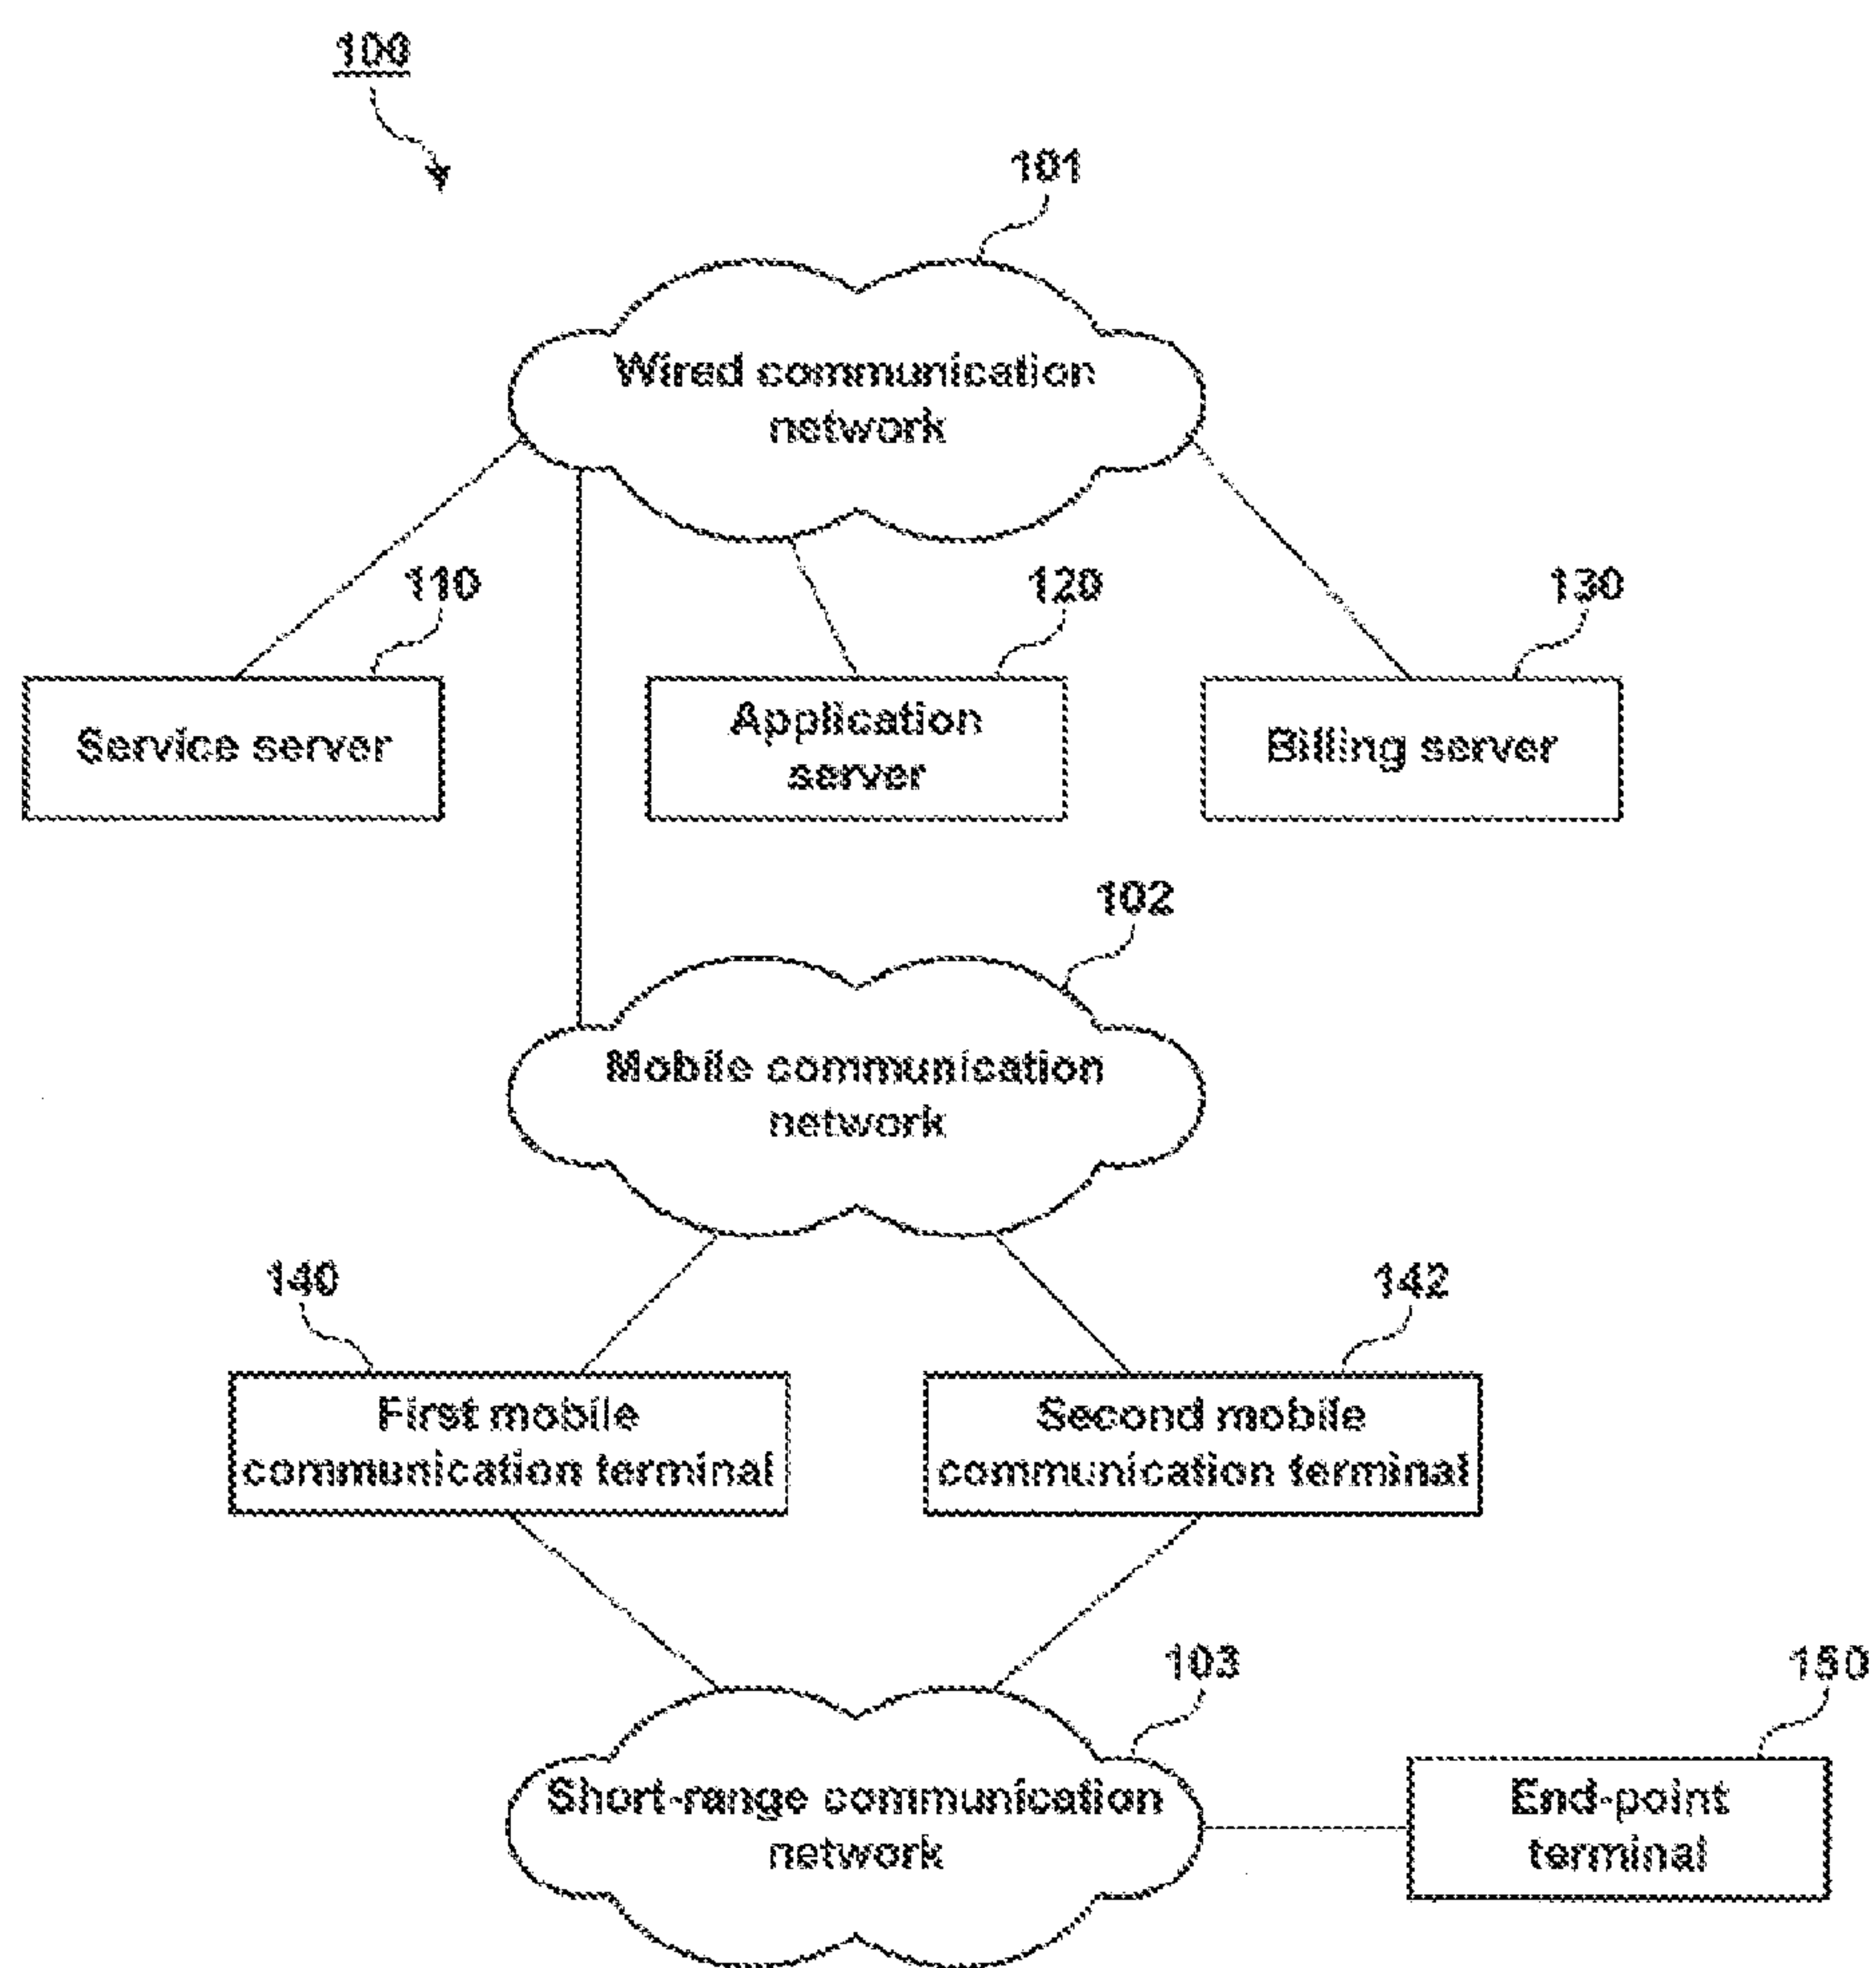 100
101
Wired communication
network
110
120
130
Service server
Application
server
Billing server
102
Mobile communication
network
140
142
First mobile
communication terminal
Second mobile
communication terminal
103
150
Short-range communication
network
End-point
terminal